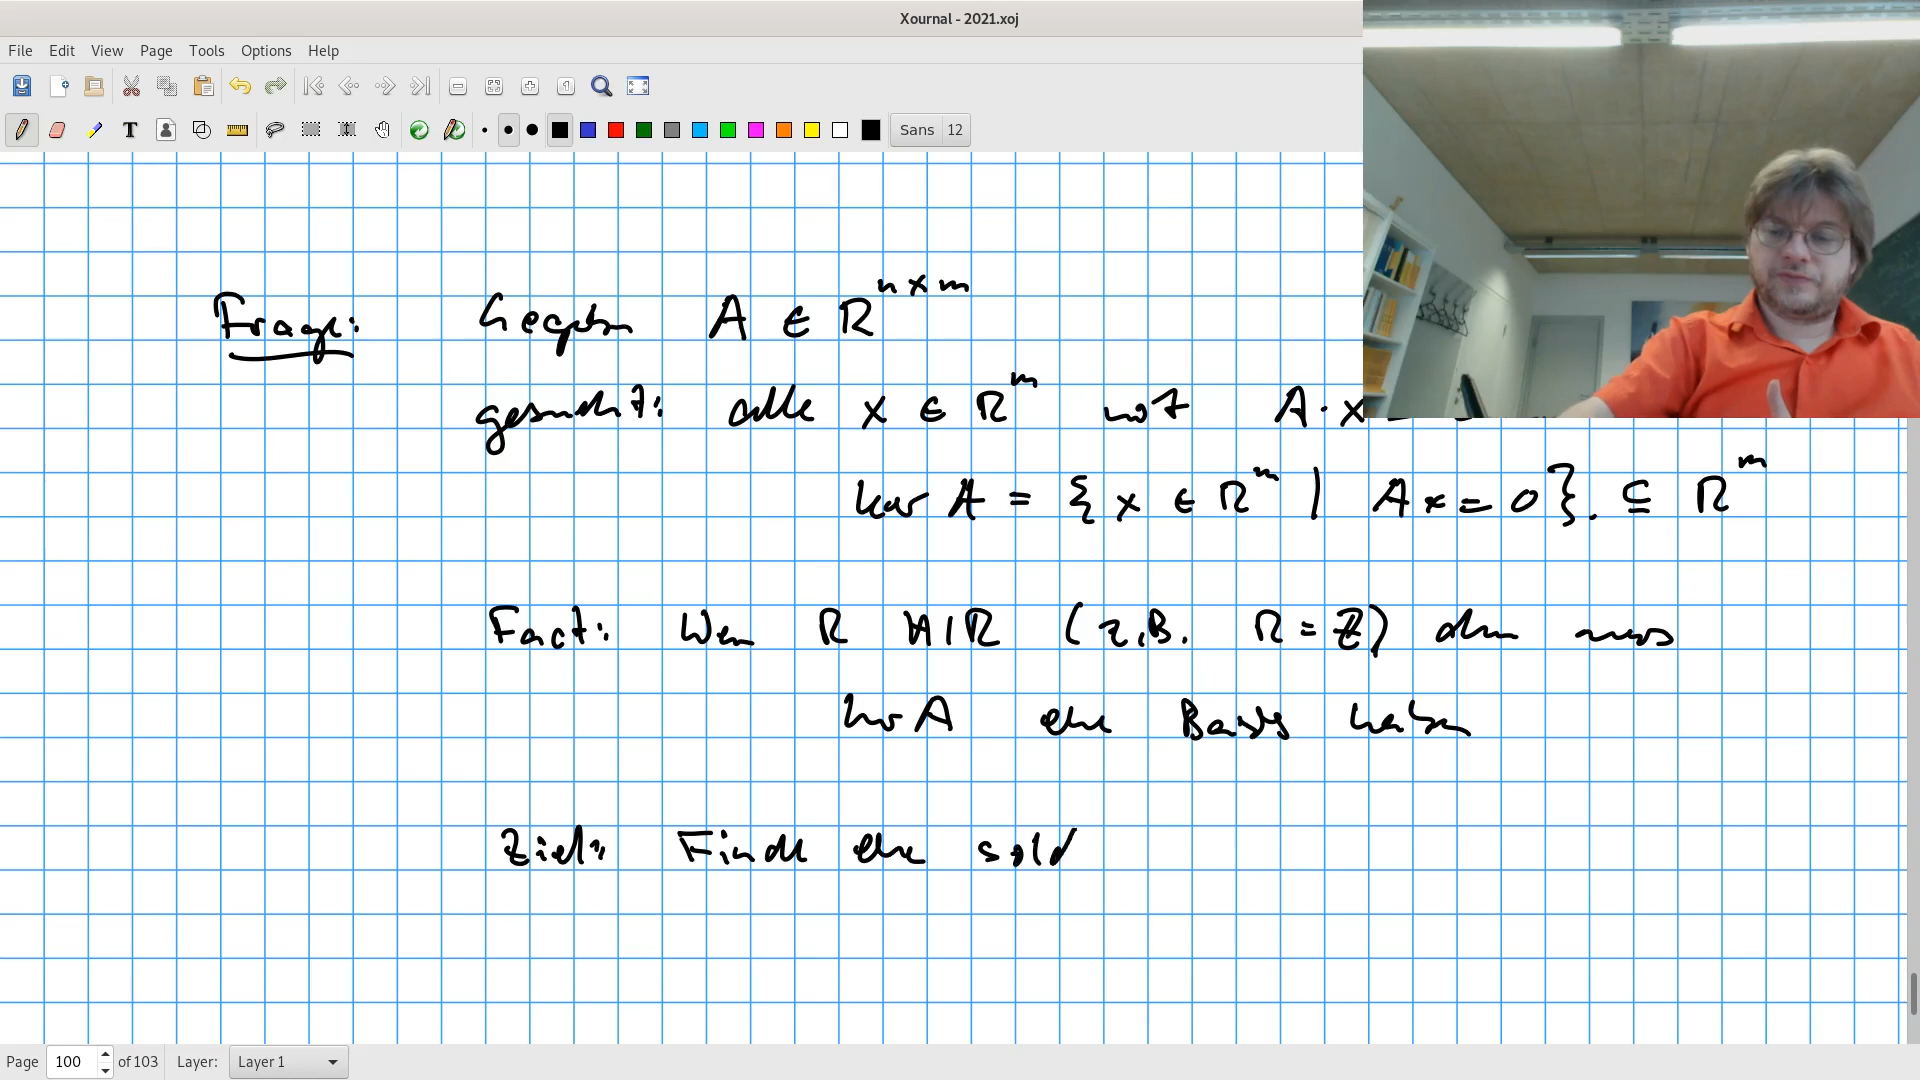 Xournal - 2021.xoj
File Edit View Page Tools Options Help
Sans 12
Frage: Gegeben A ∈ R^{n×m}
gesucht: alle x ∈ R^m mit A·x =
ker A = { x ∈ R^m | Ax = 0 }. ⊆ R^m
Fact: Wenn R HIR (z.B. R = ℤ) dann muss
ker A eine Basis haben
Ziel: Finde eine solch
Page 100 of 103 Layer: Layer 1